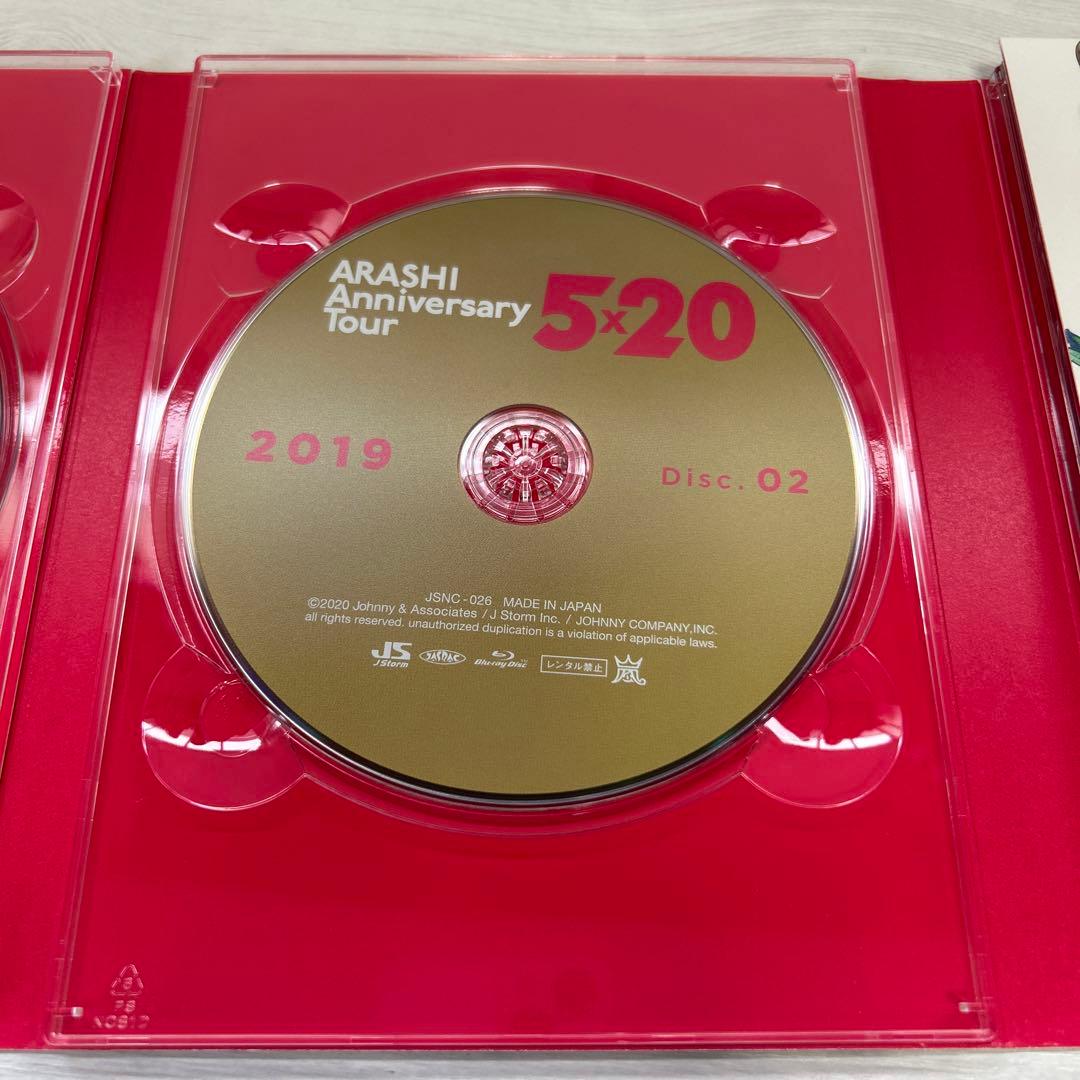 ARASHI
Anniversary
Tour
5×20
2019
Disc. 02
JSNC-026 MADE IN JAPAN
©2020 Johnny & Associates / J Storm Inc. / JOHNNY COMPANY,INC.
all rights reserved. unauthorized duplication is a violation of applicable laws.
JS
J Storm
JASRAC
Blu-ray Disc
レンタル禁止
嵐
PS